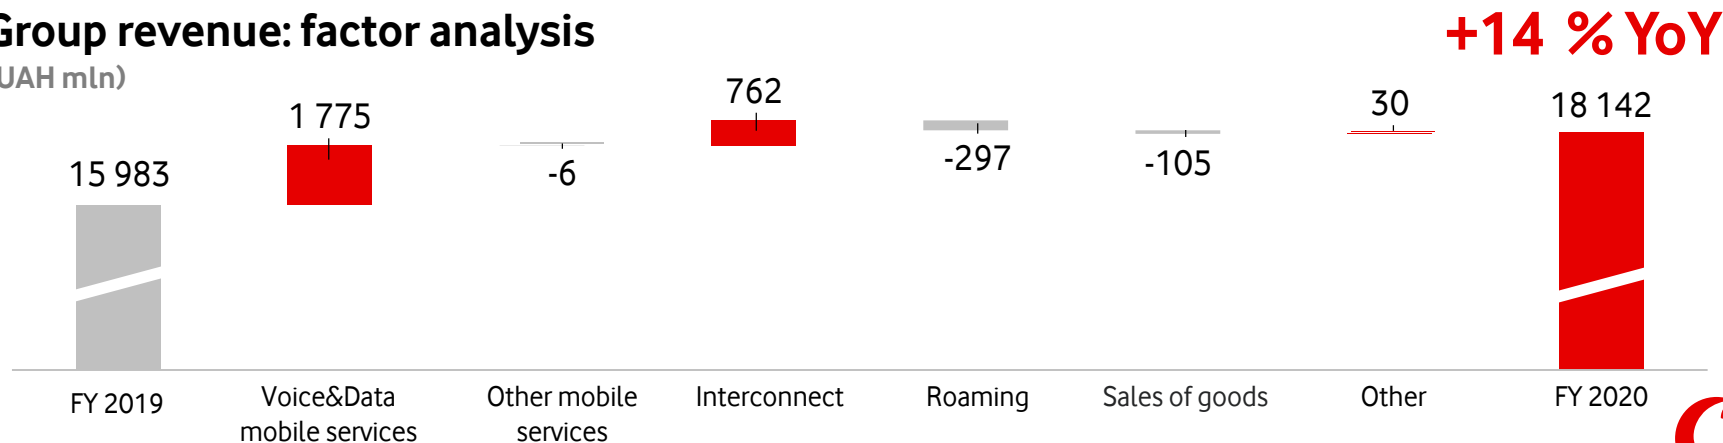 Group revenue: factor analysis
+14 % YoY
UAH mln)
15 983
1 775
-6
762
-297
-105
30
18 142
FY 2019
Voice&Data
mobile services
Other mobile
services
Interconnect
Roaming
Sales of goods
Other
FY 2020